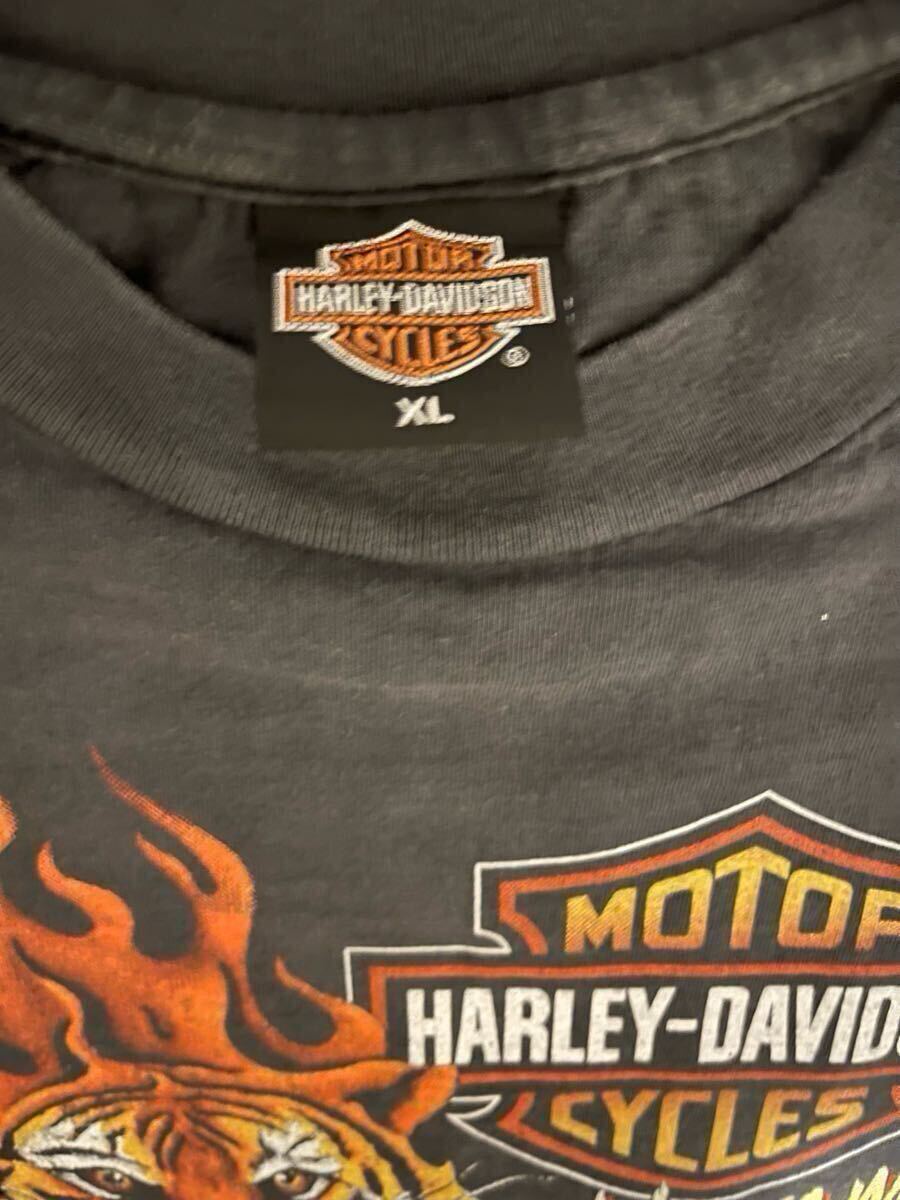 MOTOR
HARLEY-DAVIDSON
CYCLES
®
XL
MOTOR
HARLEY-DAVIDS
CYCLES